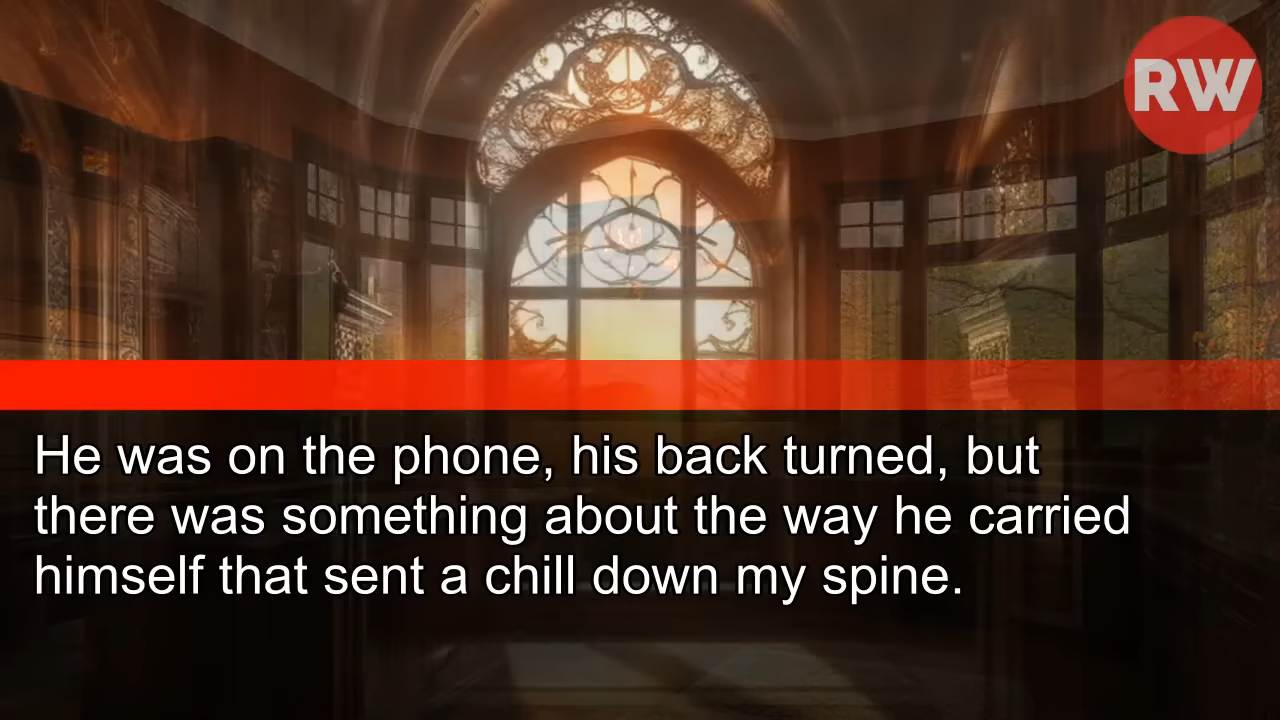 RW
He was on the phone, his back turned, but
there was something about the way he carried
himself that sent a chill down my spine.